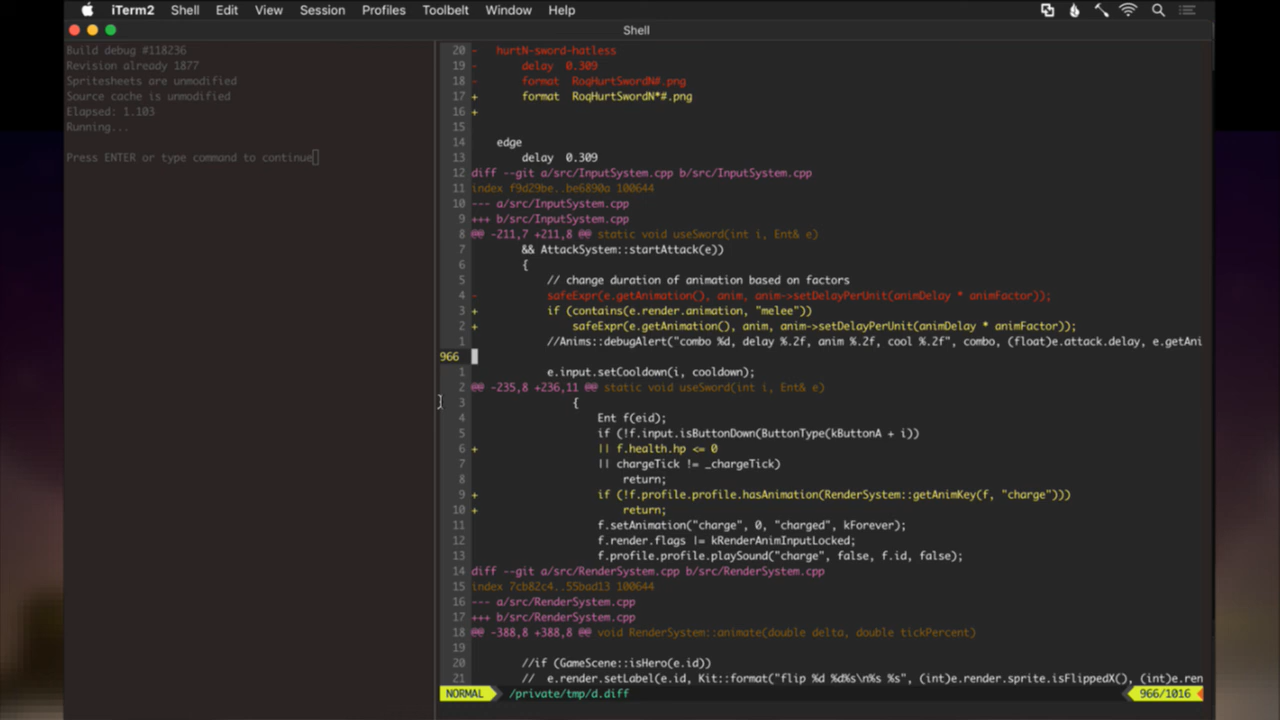 iTerm2 Shell Edit View Session Profiles Toolbelt Window Help
Shell
Build debug #118236
Revision already 1877
Spritesheets are unmodified
Source cache is unmodified
Elapsed: 1.103
Running...
Press ENTER or type command to continue
20 - hurtN-sword-hatless
19 - delay 0.309
18 - format RoqHurtSwordN#.png
17 + format RoqHurtSwordN*#.png
16 +
15
14 edge
13 delay 0.309
12 diff --git a/src/InputSystem.cpp b/src/InputSystem.cpp
11 index f9d29be..be6890a 100644
10 --- a/src/InputSystem.cpp
9 +++ b/src/InputSystem.cpp
8 @@ -211,7 +211,8 @@ static void useSword(int i, Ent& e)
7 && AttackSystem::startAttack(e))
6 {
5 // change duration of animation based on factors
4 - safeExpr(e.getAnimation(), anim, anim->setDelayPerUnit(animDelay * animFactor));
3 + if (contains(e.render.animation, "melee"))
2 + safeExpr(e.getAnimation(), anim, anim->setDelayPerUnit(animDelay * animFactor));
1 //Anims::debugAlert("combo %d, delay %.2f, anim %.2f, cool %.2f", combo, (float)e.attack.delay, e.getAni
966
1 e.input.setCooldown(i, cooldown);
2 @@ -235,8 +236,11 @@ static void useSword(int i, Ent& e)
3 {
4 Ent f(eid);
5 if (!f.input.isButtonDown(ButtonType(kButtonA + i))
6 + || f.health.hp <= 0
7 || chargeTick != _chargeTick)
8 return;
9 + if (!f.profile.profile.hasAnimation(RenderSystem::getAnimKey(f, "charge")))
10 + return;
11 f.setAnimation("charge", 0, "charged", kForever);
12 f.render.flags |= kRenderAnimInputLocked;
13 f.profile.profile.playSound("charge", false, f.id, false);
14 diff --git a/src/RenderSystem.cpp b/src/RenderSystem.cpp
15 index 7cb82c4..55bad13 100644
16 --- a/src/RenderSystem.cpp
17 +++ b/src/RenderSystem.cpp
18 @@ -388,8 +388,8 @@ void RenderSystem::animate(double delta, double tickPercent)
19
20 //if (GameScene::isHero(e.id))
21 // e.render.setLabel(e.id, Kit::format("flip %d %d%s\n%s %s", (int)e.render.sprite.isFlippedX(), (int)e.ren
NORMAL /private/tmp/d.diff 966/1016